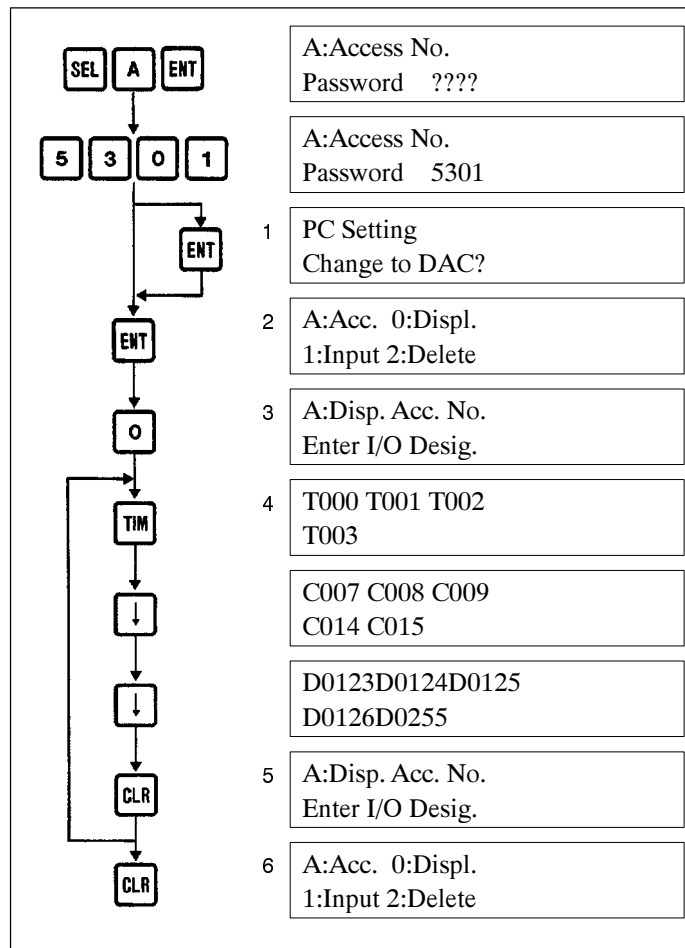 SEL A ENT
A:Access No.
Password ????
5 3 0 1
A:Access No.
Password 5301
ENT
1
PC Setting
Change to DAC?
ENT
2
A:Acc. 0:Displ.
1:Input 2:Delete
0
3
A:Disp. Acc. No.
Enter I/O Desig.
TIM
4
T000 T001 T002
T003
↓
C007 C008 C009
C014 C015
↓
D0123D0124D0125
D0126D0255
CLR
5
A:Disp. Acc. No.
Enter I/O Desig.
CLR
6
A:Acc. 0:Displ.
1:Input 2:Delete